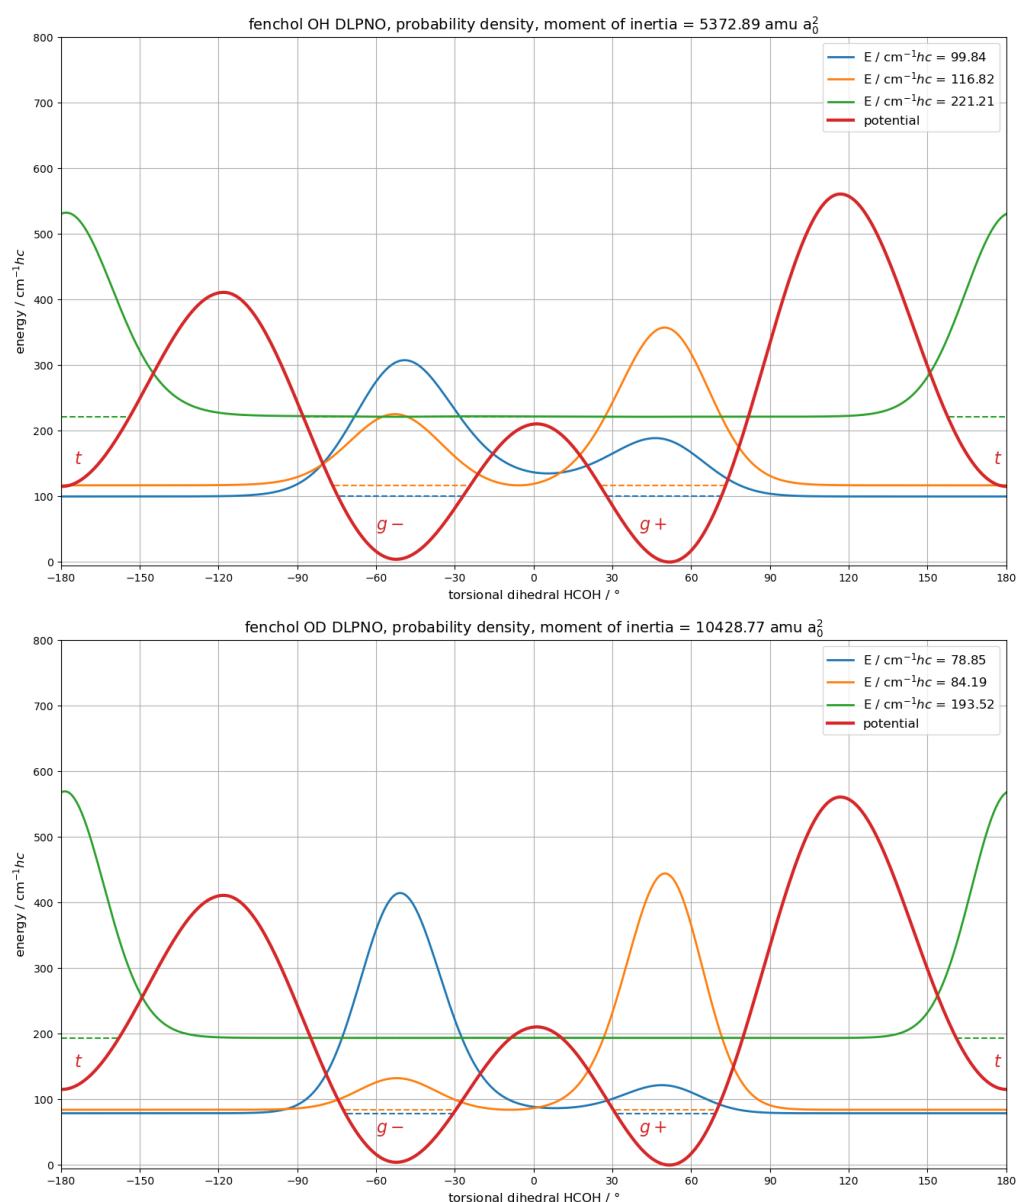 fenchol OH DLPNO, probability density, moment of inertia = 5372.89 amu a₀²
800
700
600
500
400
300
200
100
0
energy / cm⁻¹hc
E / cm⁻¹hc = 99.84
E / cm⁻¹hc = 116.82
E / cm⁻¹hc = 221.21
potential
t
t
g−
g+
−180 −150 −120 −90 −60 −30 0 30 60 90 120 150 180
torsional dihedral HCOH / °
fenchol OD DLPNO, probability density, moment of inertia = 10428.77 amu a₀²
800
700
600
500
400
300
200
100
0
energy / cm⁻¹hc
E / cm⁻¹hc = 78.85
E / cm⁻¹hc = 84.19
E / cm⁻¹hc = 193.52
potential
t
t
g−
g+
−180 −150 −120 −90 −60 −30 0 30 60 90 120 150 180
torsional dihedral HCOH / °